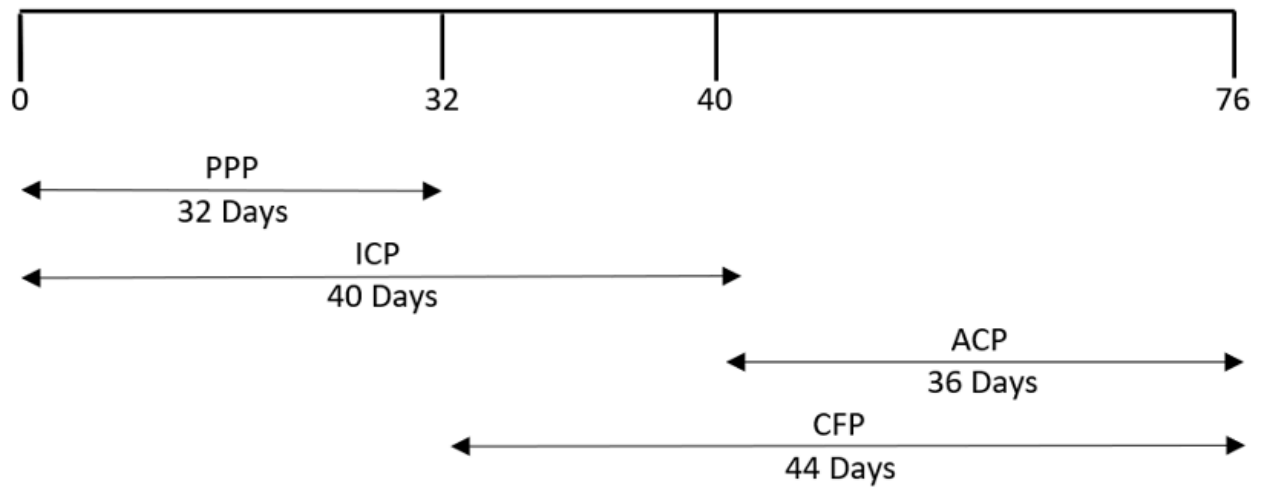 0 32 40 76
PPP
32 Days
ICP
40 Days
ACP
36 Days
CFP
44 Days